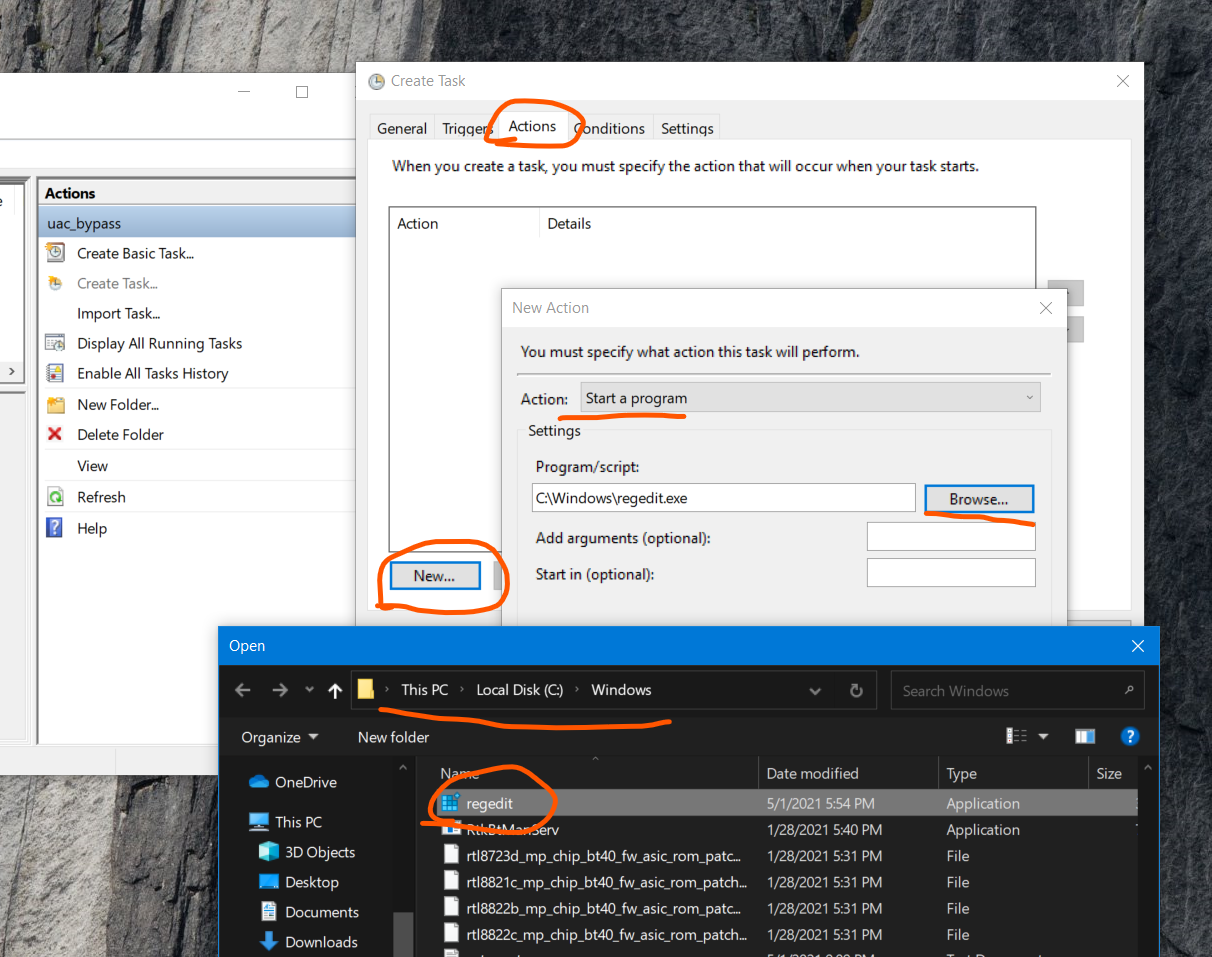 Create Task
General Triggers Actions Conditions Settings
When you create a task, you must specify the action that will occur when your task starts.
Action Details
Actions
uac_bypass
Create Basic Task...
Create Task...
Import Task...
Display All Running Tasks
Enable All Tasks History
New Folder...
Delete Folder
View
Refresh
Help
New...
New Action
You must specify what action this task will perform.
Action: Start a program
Settings
Program/script:
C:\Windows\regedit.exe Browse...
Add arguments (optional):
Start in (optional):
Open
This PC › Local Disk (C:) › Windows
Search Windows
Organize New folder
OneDrive
This PC
3D Objects
Desktop
Documents
Downloads
Name Date modified Type Size
regedit 5/1/2021 5:54 PM Application
RtkBtManServ 1/28/2021 5:40 PM Application
rtl8723d_mp_chip_bt40_fw_asic_rom_patc... 1/28/2021 5:31 PM File
rtl8821c_mp_chip_bt40_fw_asic_rom_patch... 1/28/2021 5:31 PM File
rtl8822b_mp_chip_bt40_fw_asic_rom_patc... 1/28/2021 5:31 PM File
rtl8822c_mp_chip_bt40_fw_asic_rom_patch... 1/28/2021 5:31 PM File